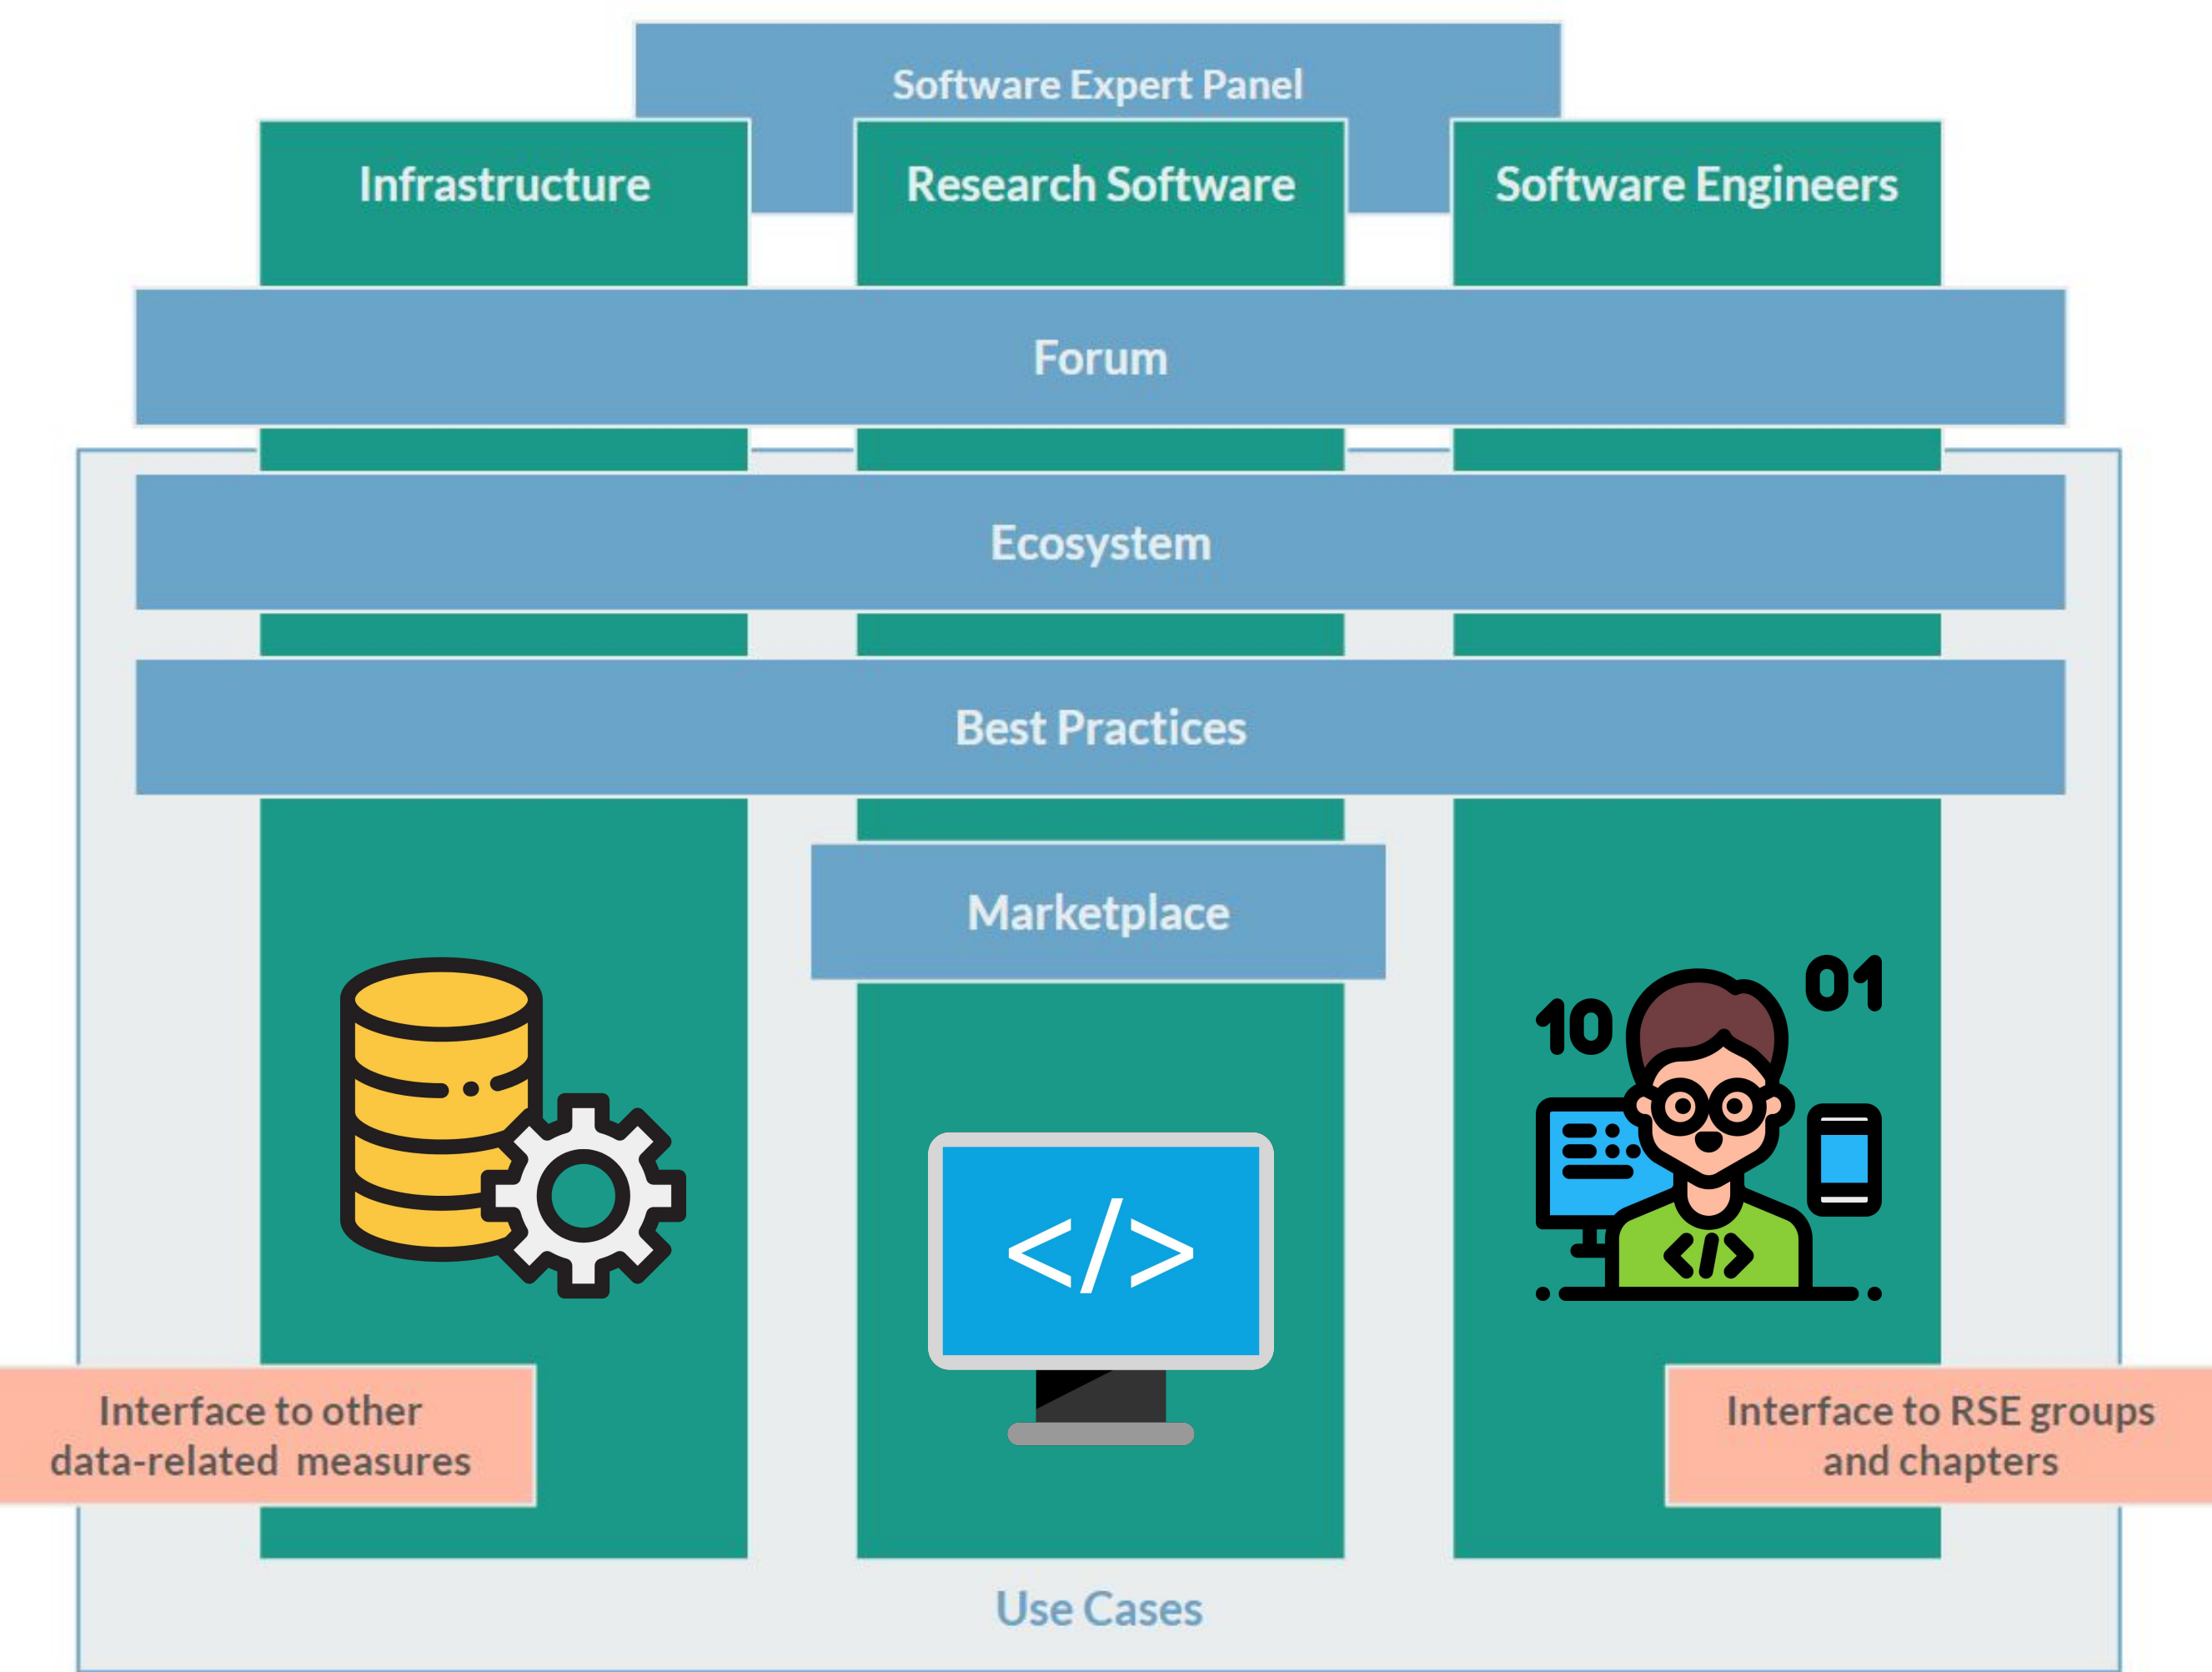 Software Expert Panel
Infrastructure
Research Software
Software Engineers
Forum
Ecosystem
Best Practices
Marketplace
10
01
</>
</>
Interface to other
data-related measures
Interface to RSE groups
and chapters
Use Cases